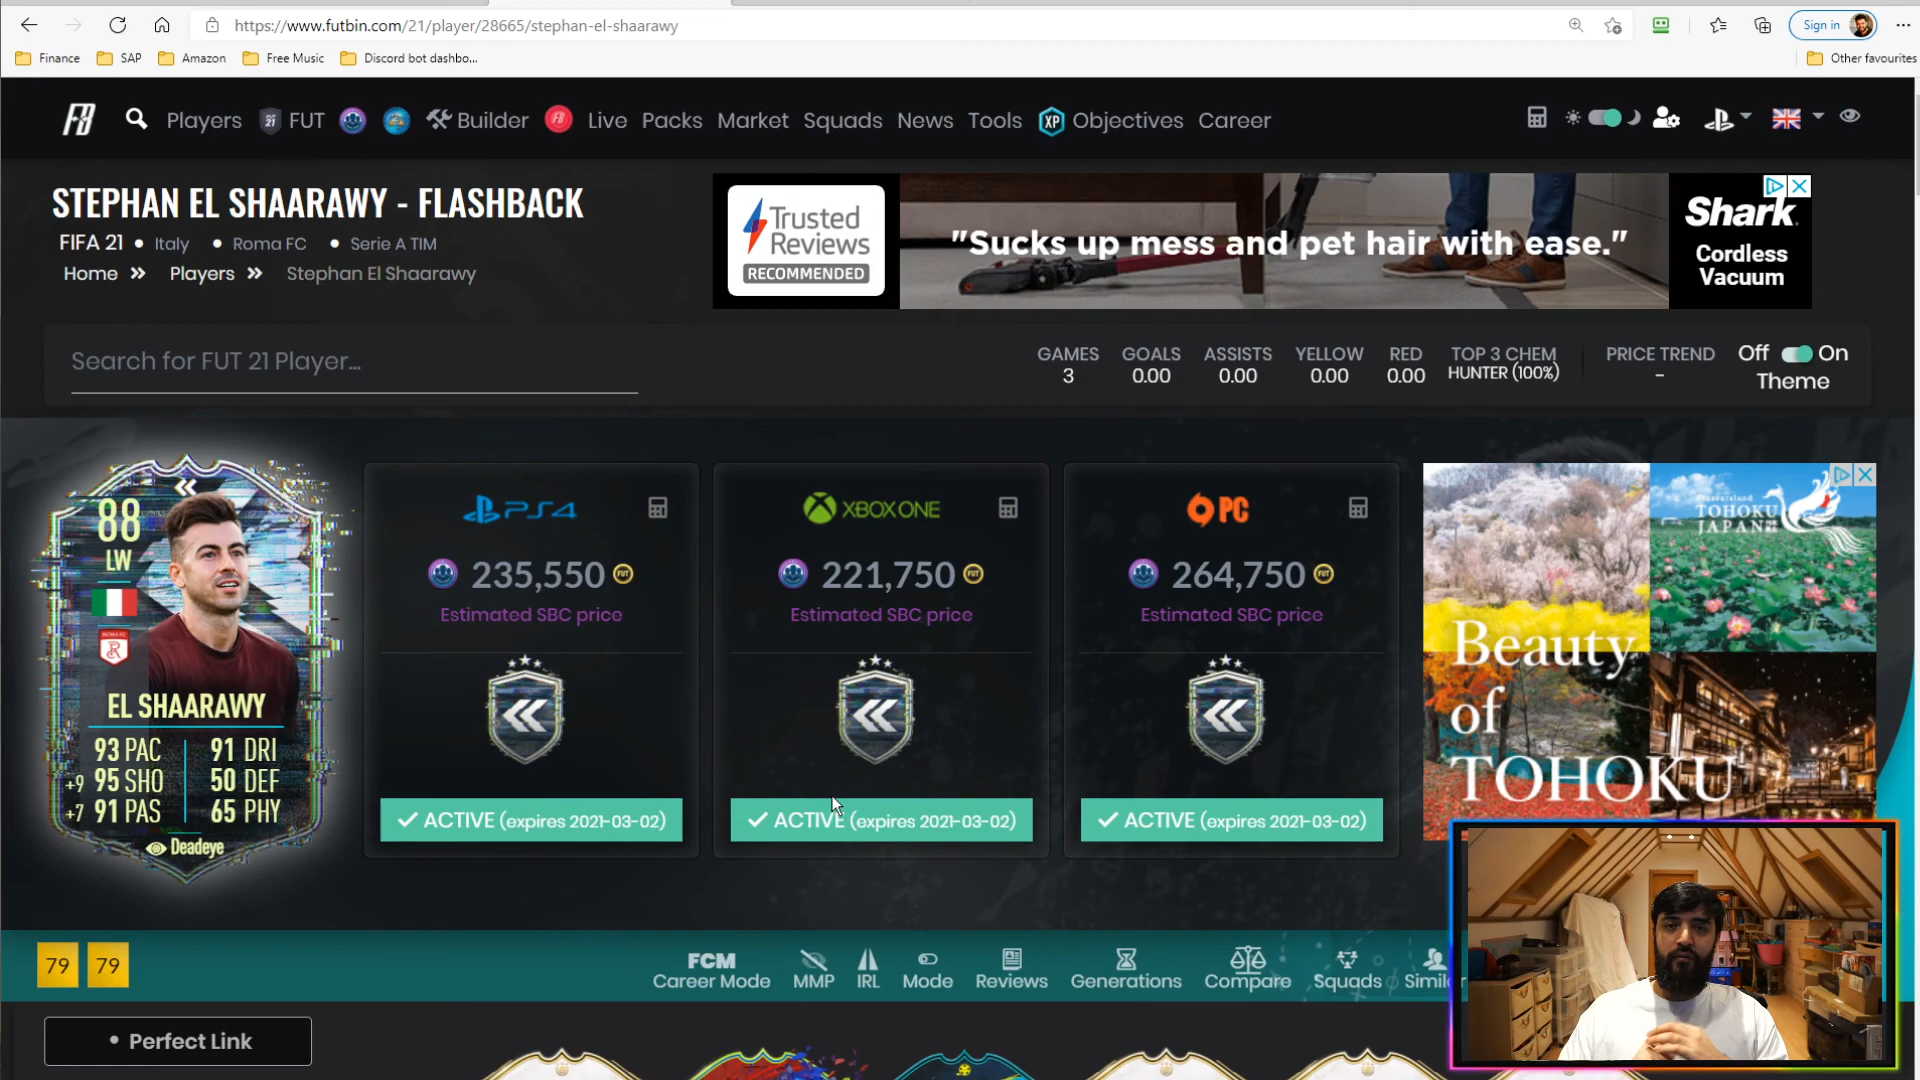 https://www.futbin.com/21/player/28665/stephan-el-shaarawy
Sign in
Finance SAP Amazon Free Music Discord bot dashbo... Other favourites
Players FUT Builder Live Packs Market Squads News Tools XP Objectives Career
STEPHAN EL SHAARAWY - FLASHBACK
FIFA 21 • Italy • Roma FC • Serie A TIM
Home » Players » Stephan El Shaarawy
Trusted Reviews
RECOMMENDED
"Sucks up mess and pet hair with ease."
Shark
Cordless
Vacuum
Search for FUT 21 Player...
GAMES GOALS ASSISTS YELLOW RED TOP 3 CHEM PRICE TREND Off On
3 0.00 0.00 0.00 0.00 HUNTER (100%) - Theme
88
LW
ROMA FC
EL SHAARAWY
93 PAC 91 DRI
+9 95 SHO 50 DEF
+7 91 PAS 65 PHY
Deadeye
PS4
235,550 FUT
Estimated SBC price
ACTIVE (expires 2021-03-02)
XBOX ONE
221,750 FUT
Estimated SBC price
ACTIVE (expires 2021-03-02)
PC
264,750 FUT
Estimated SBC price
ACTIVE (expires 2021-03-02)
TOHOKU
JAPAN
Beauty
of
TOHOKU
79 79
FCM
Career Mode MMP IRL Mode Reviews Generations Compare Squads Simil
• Perfect Link